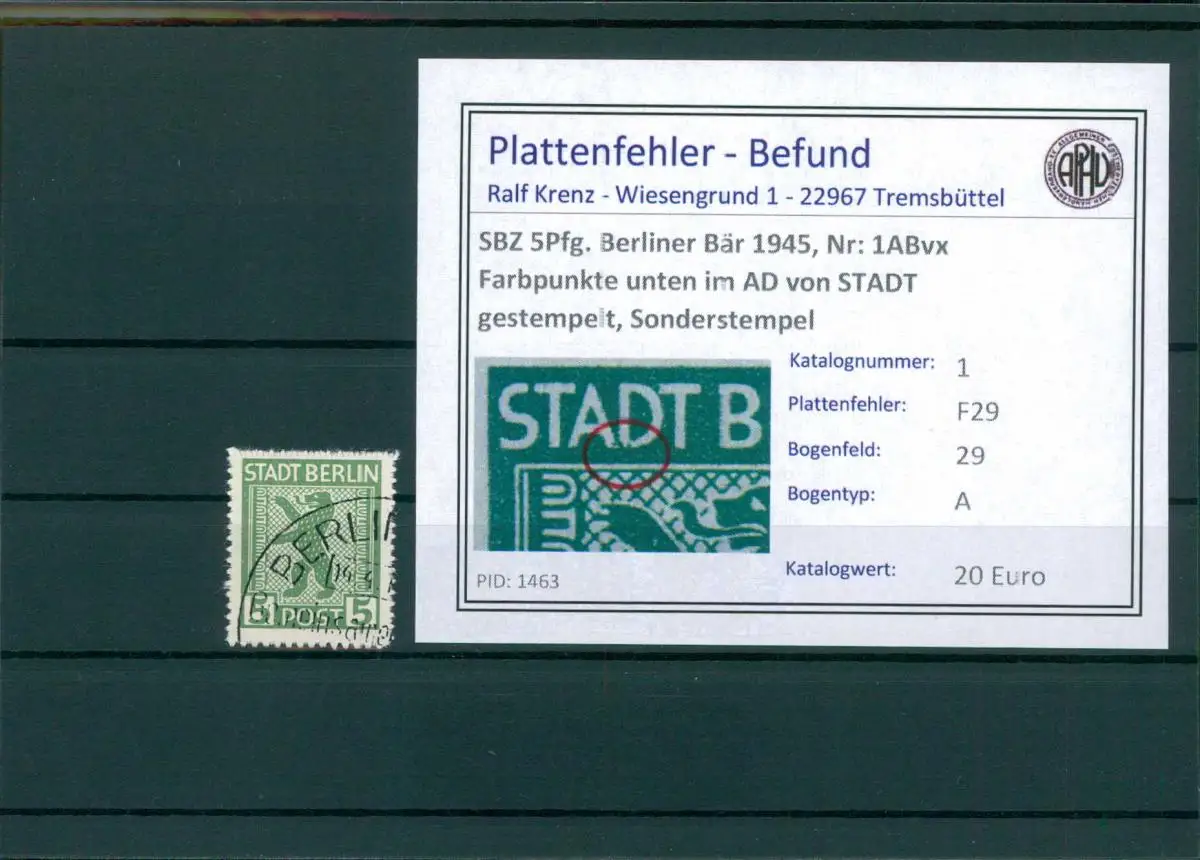 Plattenfehler - Befund
Ralf Krenz - Wiesengrund 1 - 22967 Tremsbüttel
APHV
SBZ 5Pfg. Berliner Bär 1945, Nr: 1ABvx
Farbpunkte unten im AD von STADT
gestempelt, Sonderstempel
STADT B
Katalognummer: 1
Plattenfehler: F29
Bogenfeld: 29
Bogentyp: A
Katalogwert: 20 Euro
PID: 1463
STADT BERLIN
BERLIN
5 POST 5